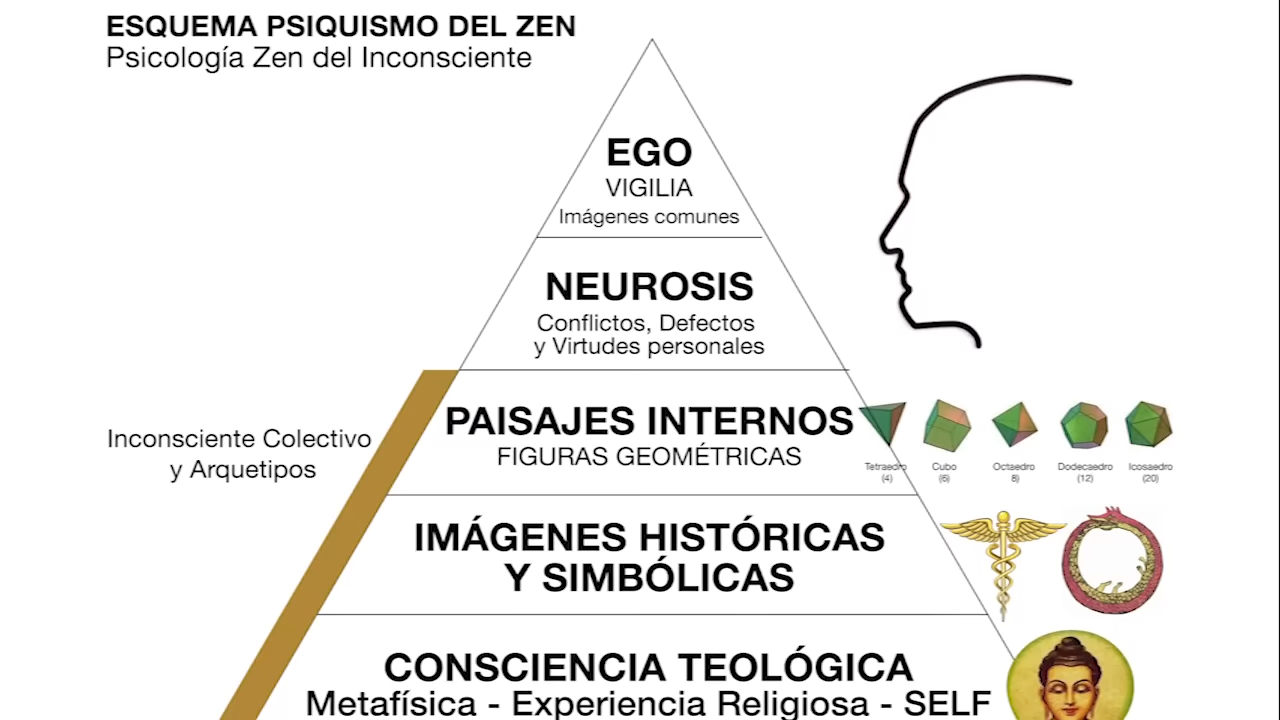 ESQUEMA PSIQUISMO DEL ZEN
Psicología Zen del Inconsciente
EGO
VIGILIA
Imágenes comunes
NEUROSIS
Conflictos, Defectos
y Virtudes personales
Inconsciente Colectivo
y Arquetipos
PAISAJES INTERNOS
FIGURAS GEOMÉTRICAS
Tetraedro Cubo Octaedro Dodecaedro Icosaedro
(4) (6) 8) (12) (20)
IMÁGENES HISTÓRICAS
Y SIMBÓLICAS
CONSCIENCIA TEOLÓGICA
Metafísica - Experiencia Religiosa - SELF